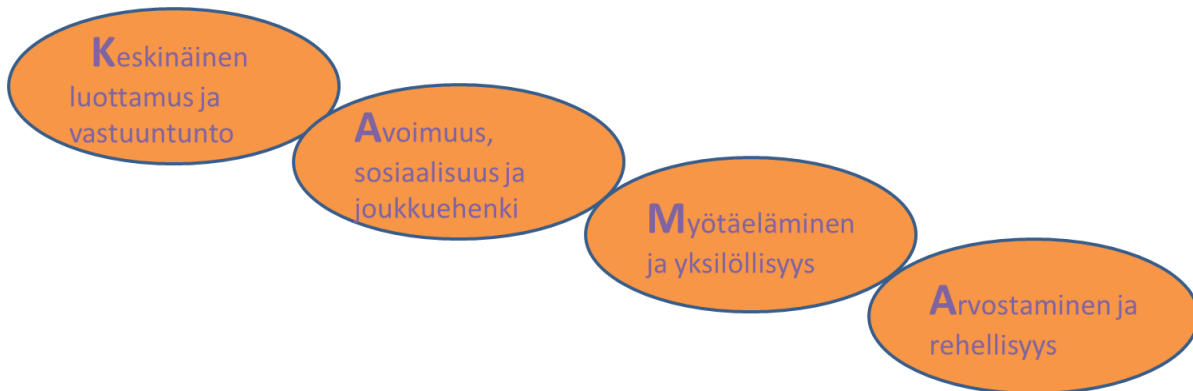 Keskinäinen
luottamus ja
vastuuntunto
Avoimuus,
sosiaalisuus ja
joukkuehenki
Myötäeläminen
ja yksilöllisyys
Arvostaminen ja
rehellisyys